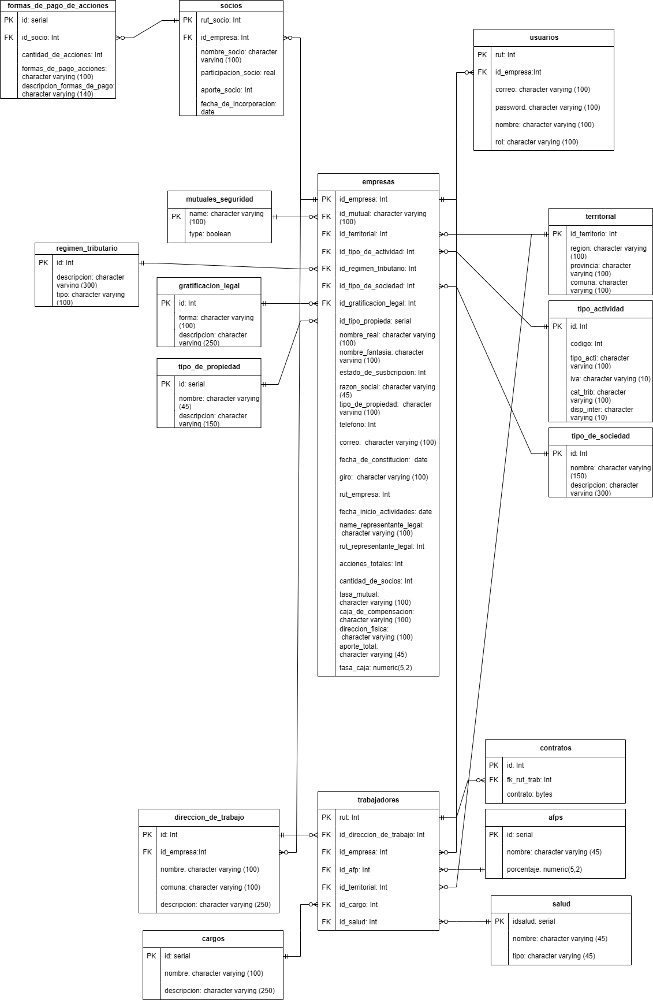 formas_de_pago_de_acciones
PK id: serial
FK id_socio: Int
cantidad_de_acciones: Int
formas_de_pago_acciones:
character varying (100)
descripcion_formas_de_pago:
character varying (140)
socios
PK rut_socio: Int
FK id_empresa: Int
nombre_socio: character
varying (100)
participacion_socio: real
aporte_socio: Int
fecha_de_incorporacion:
date
usuarios
PK rut: Int
FK id_empresa:Int
correo: character varying (100)
password: character varying (100)
nombre: character varying (100)
rol: character varying (100)
mutuales_seguridad
PK name: character varying
(100)
type: boolean
regimen_tributario
PK id: Int
descripcion: character
varying (300)
tipo: character varying
(100)
gratificacion_legal
PK id: Int
forma: character varying
(100)
descripcion: character
varying (250)
tipo_de_propiedad
PK id: serial
nombre: character varying
(45)
descripcion: character
varying (150)
empresas
PK id_empresa: Int
FK id_mutual: character varying
(100)
FK id_territorial: Int
FK id_tipo_de_actividad: Int
FK id_regimen_tributario: Int
FK id_tipo_de_sociedad: Int
FK id_gratificacion_legal: Int
id_tipo_propieda: serial
nombre_real: character varying
(100)
nombre_fantasia: character
varying (100)
estado_de_susbcripcion: Int
razon_social: character varying
(45)
tipo_de_propiedad:  character
varying (100)
telefono: Int
correo:  character varying (100)
fecha_de_constitucion:  date
giro:  character varying (100)
rut_empresa: Int
fecha_inicio_actividades: date
name_representante_legal:
character varying (100)
rut_representante_legal: Int
acciones_totales: Int
cantidad_de_socios: Int
tasa_mutual:
character varying (100)
caja_de_compensacion:
character varying (100)
direccion_fisica:
character varying (100)
aporte_total:
character varying (45)
tasa_caja: numeric(5,2)
territorial
PK id_territorio: Int
region: character varying
(100)
provincia: character
varying (100)
comuna: character
varying (100)
tipo_actividad
PK id: Int
codigo: Int
tipo_acti: character
varying (100)
iva: character varying (10)
cat_trib: character
varying (100)
disp_inter: character
varying (10)
tipo_de_sociedad
PK id: Int
nombre: character varying
(150)
descripcion: character
varying (300)
contratos
PK id: Int
FK fk_rut_trab: Int
contrato: bytes
trabajadores
PK rut: Int
FK id_direccion_de_trabajo: Int
FK id_empresa: Int
FK id_afp: Int
FK id_territorial: Int
FK id_cargo: Int
FK id_salud: Int
direccion_de_trabajo
PK id: Int
FK id_empresa:Int
nombre: character varying (100)
comuna: character varying (100)
descripcion: character varying (250)
afps
PK id: serial
nombre: character varying (45)
porcentaje: numeric(5,2)
salud
PK idsalud: serial
nombre: character varying (45)
tipo: character varying (45)
cargos
PK id: serial
nombre: character varying (100)
descripcion: character varying (250)